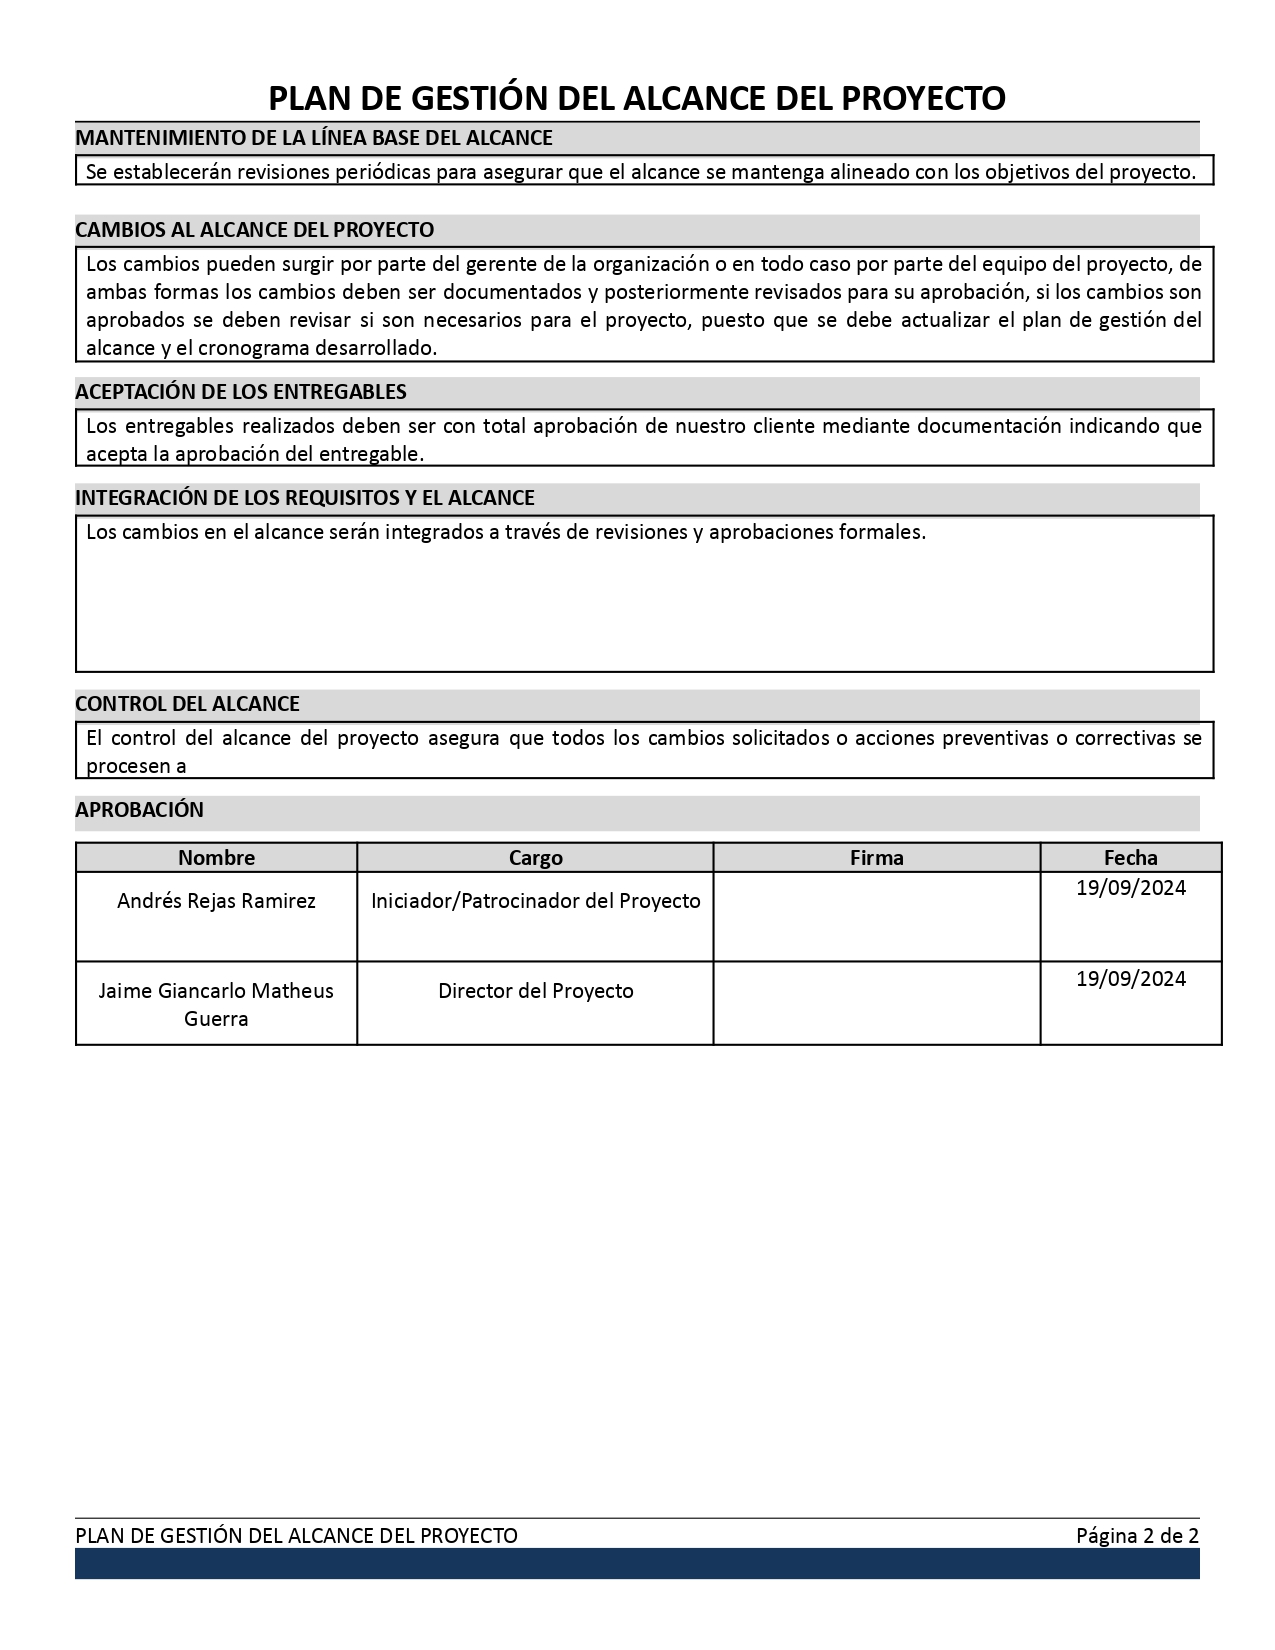 PLAN DE GESTIÓN DEL ALCANCE DEL PROYECTO
MANTENIMIENTO DE LA LÍNEA BASE DEL ALCANCE
Se establecerán revisiones periódicas para asegurar que el alcance se mantenga alineado con los objetivos del proyecto.
CAMBIOS AL ALCANCE DEL PROYECTO
Los cambios pueden surgir por parte del gerente de la organización o en todo caso por parte del equipo del proyecto, de
ambas formas los cambios deben ser documentados y posteriormente revisados para su aprobación, si los cambios son
aprobados se deben revisar si son necesarios para el proyecto, puesto que se debe actualizar el plan de gestión del
alcance y el cronograma desarrollado.
ACEPTACIÓN DE LOS ENTREGABLES
Los entregables realizados deben ser con total aprobación de nuestro cliente mediante documentación indicando que
acepta la aprobación del entregable.
INTEGRACIÓN DE LOS REQUISITOS Y EL ALCANCE
Los cambios en el alcance serán integrados a través de revisiones y aprobaciones formales.
CONTROL DEL ALCANCE
El control del alcance del proyecto asegura que todos los cambios solicitados o acciones preventivas o correctivas se
procesen a
APROBACIÓN
Nombre Cargo Firma Fecha
Andrés Rejas Ramirez Iniciador/Patrocinador del Proyecto 19/09/2024
Jaime Giancarlo Matheus Director del Proyecto 19/09/2024
Guerra
PLAN DE GESTIÓN DEL ALCANCE DEL PROYECTO Página 2 de 2